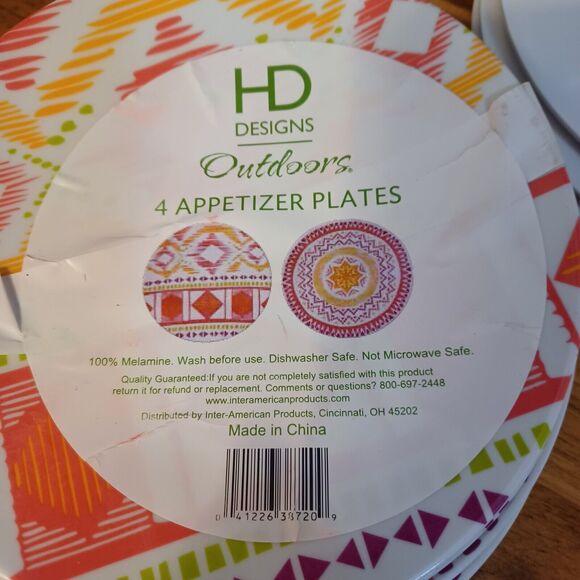 HD
DESIGNS
Outdoors®
4 APPETIZER PLATES
100% Melamine. Wash before use. Dishwasher Safe. Not Microwave Safe.
Quality Guaranteed:If you are not completely satisfied with this product
return it for refund or replacement. Comments or questions? 800-697-2448
www.interamericanproducts.com
Distributed by Inter-American Products, Cincinnati, OH 45202
Made in China
0 41226 38720 9